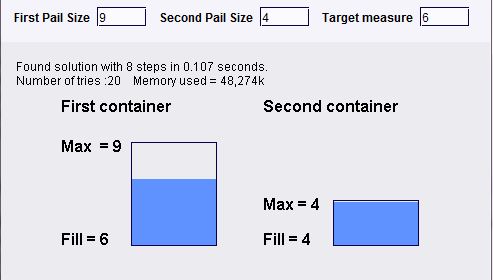 First Pail Size 9 Second Pail Size 4 Target measure 6
Found solution with 8 steps in 0.107 seconds.
Number of tries :20 Memory used = 48,274k
First container Second container
Max = 9
Max = 4
Fill = 6 Fill = 4